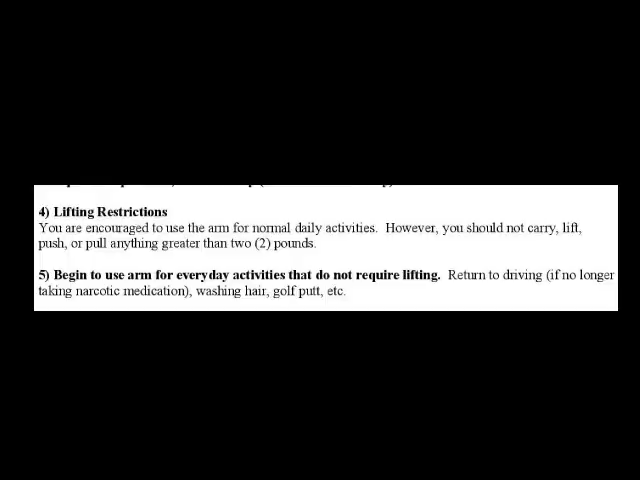 4) Lifting Restrictions
You are encouraged to use the arm for normal daily activities.  However, you should not carry, lift,
push, or pull anything greater than two (2) pounds.
5) Begin to use arm for everyday activities that do not require lifting.  Return to driving (if no longer
taking narcotic medication), washing hair, golf putt, etc.